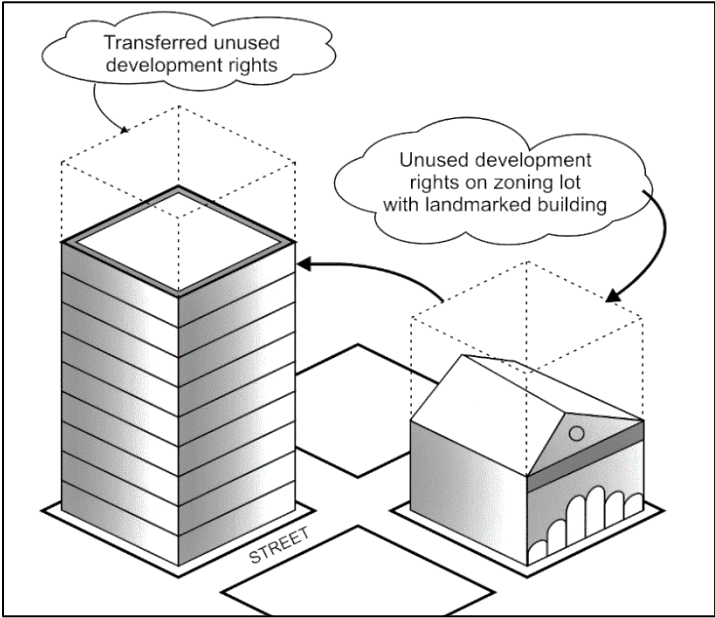 Transferred unused
development rights
Unused development
rights on zoning lot
with landmarked building
STREET